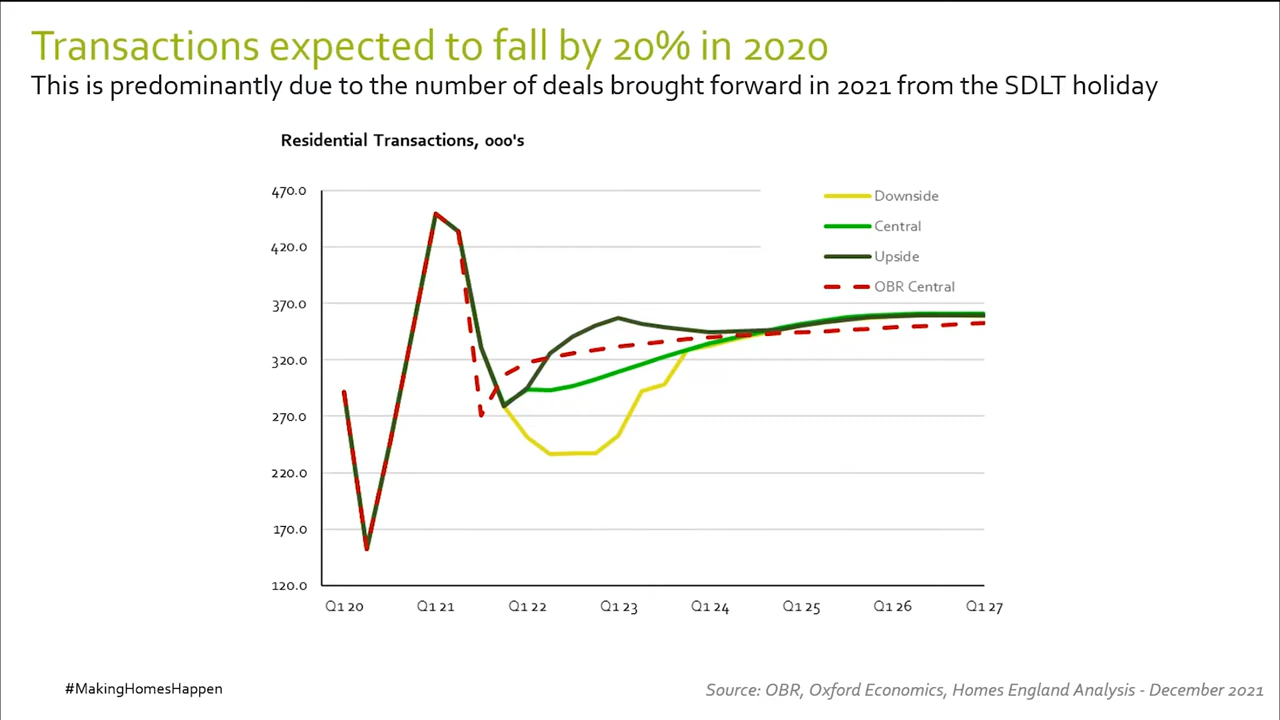 Transactions expected to fall by 20% in 2020
This is predominantly due to the number of deals brought forward in 2021 from the SDLT holiday
Residential Transactions, 000's
470.0
420.0
370.0
320.0
270.0
220.0
170.0
120.0
Downside
Central
Upside
OBR Central
Q1 20 Q1 21 Q1 22 Q1 23 Q1 24 Q1 25 Q1 26 Q1 27
#MakingHomesHappen
Source: OBR, Oxford Economics, Homes England Analysis - December 2021